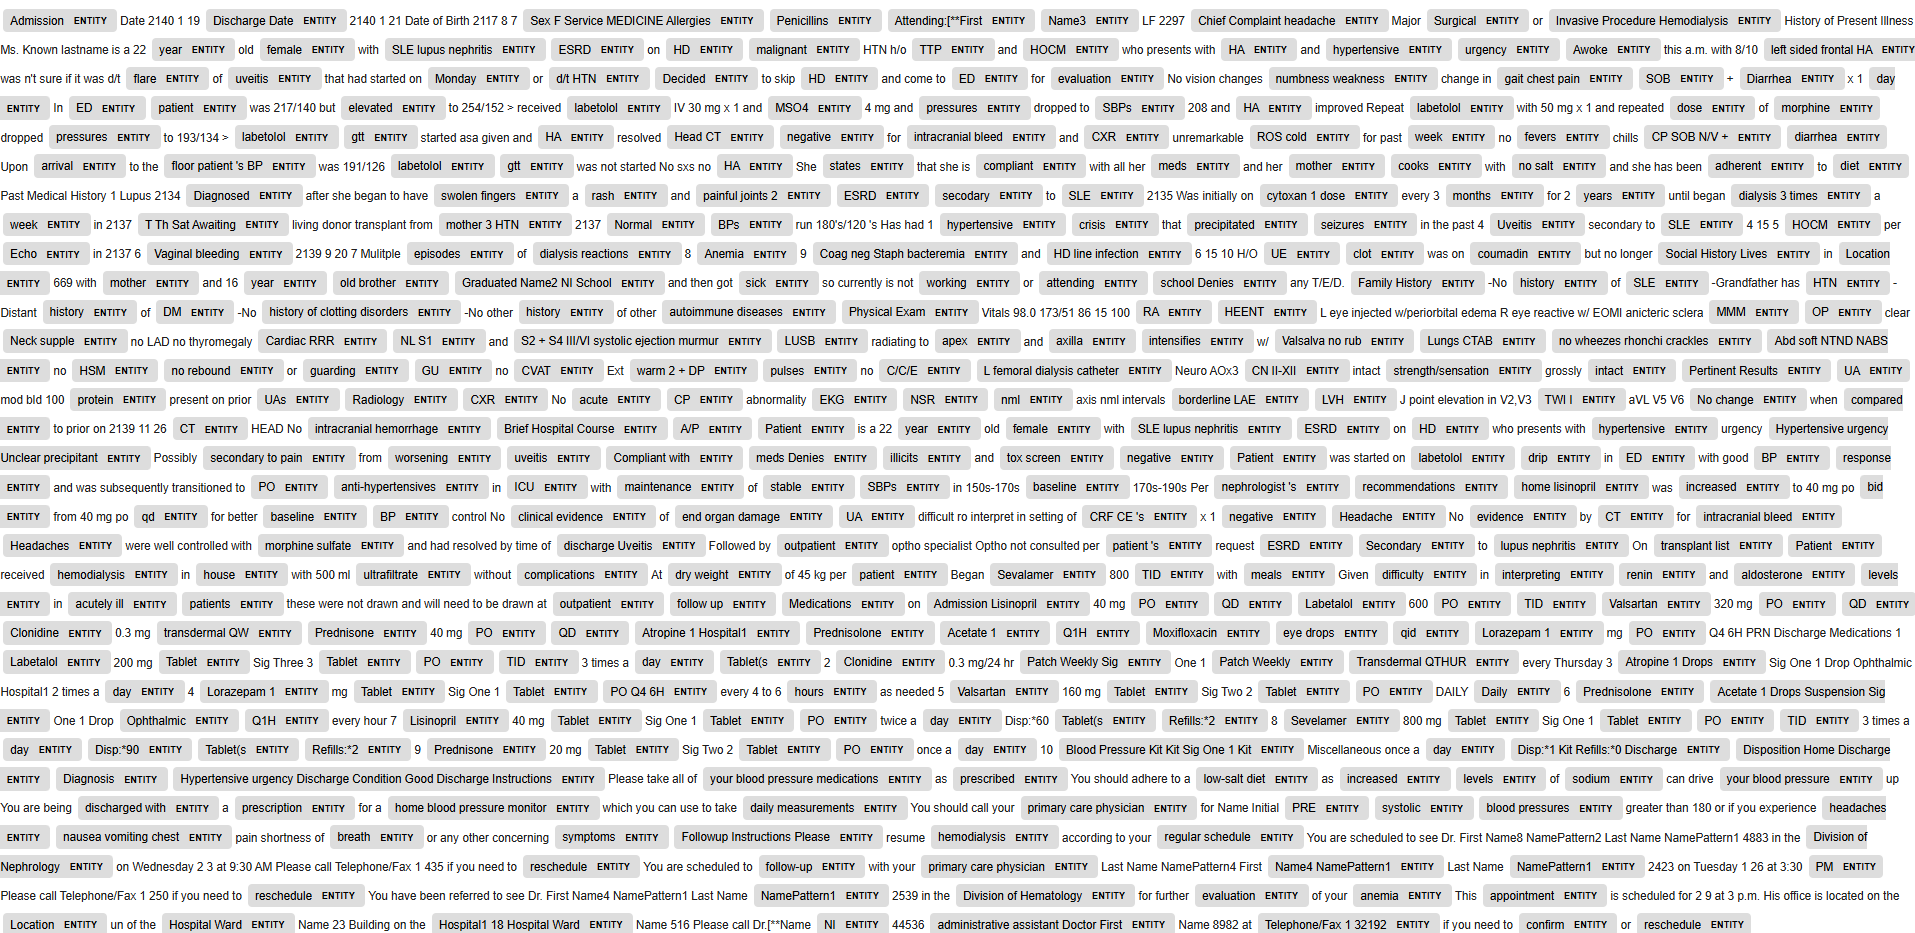 Admission ENTITY Date 2140 1 19 Discharge Date ENTITY 2140 1 21 Date of Birth 2117 8 7 Sex F Service MEDICINE Allergies ENTITY Penicillins ENTITY Attending:[**First ENTITY Name3 ENTITY LF 2297 Chief Complaint headache ENTITY Major Surgical ENTITY or Invasive Procedure Hemodialysis ENTITY History of Present Illness
Ms. Known lastname is a 22 year ENTITY old female ENTITY with SLE lupus nephritis ENTITY ESRD ENTITY on HD ENTITY malignant ENTITY HTN h/o TTP ENTITY and HOCM ENTITY who presents with HA ENTITY and hypertensive ENTITY urgency ENTITY Awoke ENTITY this a.m. with 8/10 left sided frontal HA ENTITY
was n't sure if it was d/t flare ENTITY of uveitis ENTITY that had started on Monday ENTITY or d/t HTN ENTITY Decided ENTITY to skip HD ENTITY and come to ED ENTITY for evaluation ENTITY No vision changes numbness weakness ENTITY change in gait chest pain ENTITY SOB ENTITY + Diarrhea ENTITY x 1 day
ENTITY In ED ENTITY patient ENTITY was 217/140 but elevated ENTITY to 254/152 > received labetolol ENTITY IV 30 mg x 1 and MSO4 ENTITY 4 mg and pressures ENTITY dropped to SBPs ENTITY 208 and HA ENTITY improved Repeat labetolol ENTITY with 50 mg x 1 and repeated dose ENTITY of morphine ENTITY
dropped pressures ENTITY to 193/134 > labetolol ENTITY gtt ENTITY started asa given and HA ENTITY resolved Head CT ENTITY negative ENTITY for intracranial bleed ENTITY and CXR ENTITY unremarkable ROS cold ENTITY for past week ENTITY no fevers ENTITY chills CP SOB N/V + ENTITY diarrhea ENTITY
Upon arrival ENTITY to the floor patient 's BP ENTITY was 191/126 labetolol ENTITY gtt ENTITY was not started No sxs no HA ENTITY She states ENTITY that she is compliant ENTITY with all her meds ENTITY and her mother ENTITY cooks ENTITY with no salt ENTITY and she has been adherent ENTITY to diet ENTITY
Past Medical History 1 Lupus 2134 Diagnosed ENTITY after she began to have swolen fingers ENTITY a rash ENTITY and painful joints 2 ENTITY ESRD ENTITY secodary ENTITY to SLE ENTITY 2135 Was initially on cytoxan 1 dose ENTITY every 3 months ENTITY for 2 years ENTITY until began dialysis 3 times ENTITY a
week ENTITY in 2137 T Th Sat Awaiting ENTITY living donor transplant from mother 3 HTN ENTITY 2137 Normal ENTITY BPs ENTITY run 180's/120 's Has had 1 hypertensive ENTITY crisis ENTITY that precipitated ENTITY seizures ENTITY in the past 4 Uveitis ENTITY secondary to SLE ENTITY 4 15 5 HOCM ENTITY per
Echo ENTITY in 2137 6 Vaginal bleeding ENTITY 2139 9 20 7 Mulitple episodes ENTITY of dialysis reactions ENTITY 8 Anemia ENTITY 9 Coag neg Staph bacteremia ENTITY and HD line infection ENTITY 6 15 10 H/O UE ENTITY clot ENTITY was on coumadin ENTITY but no longer Social History Lives ENTITY in Location
ENTITY 669 with mother ENTITY and 16 year ENTITY old brother ENTITY Graduated Name2 NI School ENTITY and then got sick ENTITY so currently is not working ENTITY or attending ENTITY school Denies ENTITY any T/E/D. Family History ENTITY -No history ENTITY of SLE ENTITY -Grandfather has HTN ENTITY -
Distant history ENTITY of DM ENTITY -No history of clotting disorders ENTITY -No other history ENTITY of other autoimmune diseases ENTITY Physical Exam ENTITY Vitals 98.0 173/51 86 15 100 RA ENTITY HEENT ENTITY L eye injected w/periorbital edema R eye reactive w/ EOMI anicteric sclera MMM ENTITY OP ENTITY clear
Neck supple ENTITY no LAD no thyromegaly Cardiac RRR ENTITY NL S1 ENTITY and S2 + S4 III/VI systolic ejection murmur ENTITY LUSB ENTITY radiating to apex ENTITY and axilla ENTITY intensifies ENTITY w/ Valsalva no rub ENTITY Lungs CTAB ENTITY no wheezes rhonchi crackles ENTITY Abd soft NTND NABS
ENTITY no HSM ENTITY no rebound ENTITY or guarding ENTITY GU ENTITY no CVAT ENTITY Ext warm 2 + DP ENTITY pulses ENTITY no C/C/E ENTITY L femoral dialysis catheter ENTITY Neuro AOx3 CN II-XII ENTITY intact strength/sensation ENTITY grossly intact ENTITY Pertinent Results ENTITY UA ENTITY
mod bld 100 protein ENTITY present on prior UAs ENTITY Radiology ENTITY CXR ENTITY No acute ENTITY CP ENTITY abnormality EKG ENTITY NSR ENTITY nml ENTITY axis nml intervals borderline LAE ENTITY LVH ENTITY J point elevation in V2,V3 TWI I ENTITY aVL V5 V6 No change ENTITY when compared
ENTITY to prior on 2139 11 26 CT ENTITY HEAD No intracranial hemorrhage ENTITY Brief Hospital Course ENTITY A/P ENTITY Patient ENTITY is a 22 year ENTITY old female ENTITY with SLE lupus nephritis ENTITY ESRD ENTITY on HD ENTITY who presents with hypertensive ENTITY urgency Hypertensive urgency
Unclear precipitant ENTITY Possibly secondary to pain ENTITY from worsening ENTITY uveitis ENTITY Compliant with ENTITY meds Denies ENTITY illicits ENTITY and tox screen ENTITY negative ENTITY Patient ENTITY was started on labetolol ENTITY drip ENTITY in ED ENTITY with good BP ENTITY response
ENTITY and was subsequently transitioned to PO ENTITY anti-hypertensives ENTITY in ICU ENTITY with maintenance ENTITY of stable ENTITY SBPs ENTITY in 150s-170s baseline ENTITY 170s-190s Per nephrologist 's ENTITY recommendations ENTITY home lisinopril ENTITY was increased ENTITY to 40 mg po bid
ENTITY from 40 mg po qd ENTITY for better baseline ENTITY BP ENTITY control No clinical evidence ENTITY of end organ damage ENTITY UA ENTITY difficult ro interpret in setting of CRF CE 's ENTITY x 1 negative ENTITY Headache ENTITY No evidence ENTITY by CT ENTITY for intracranial bleed ENTITY
Headaches ENTITY were well controlled with morphine sulfate ENTITY and had resolved by time of discharge Uveitis ENTITY Followed by outpatient ENTITY optho specialist Optho not consulted per patient 's ENTITY request ESRD ENTITY Secondary ENTITY to lupus nephritis ENTITY On transplant list ENTITY Patient ENTITY
received hemodialysis ENTITY in house ENTITY with 500 ml ultrafiltrate ENTITY without complications ENTITY At dry weight ENTITY of 45 kg per patient ENTITY Began Sevalamer ENTITY 800 TID ENTITY with meals ENTITY Given difficulty ENTITY in interpreting ENTITY renin ENTITY and aldosterone ENTITY levels
ENTITY in acutely ill ENTITY patients ENTITY these were not drawn and will need to be drawn at outpatient ENTITY follow up ENTITY Medications ENTITY on Admission Lisinopril ENTITY 40 mg PO ENTITY QD ENTITY Labetalol ENTITY 600 PO ENTITY TID ENTITY Valsartan ENTITY 320 mg PO ENTITY QD ENTITY
Clonidine ENTITY 0.3 mg transdermal QW ENTITY Prednisone ENTITY 40 mg PO ENTITY QD ENTITY Atropine 1 Hospital1 ENTITY Prednisolone ENTITY Acetate 1 ENTITY Q1H ENTITY Moxifloxacin ENTITY eye drops ENTITY qid ENTITY Lorazepam 1 ENTITY mg PO ENTITY Q4 6H PRN Discharge Medications 1
Labetalol ENTITY 200 mg Tablet ENTITY Sig Three 3 Tablet ENTITY PO ENTITY TID ENTITY 3 times a day ENTITY Tablet(s ENTITY 2 Clonidine ENTITY 0.3 mg/24 hr Patch Weekly Sig ENTITY One 1 Patch Weekly ENTITY Transdermal QTHUR ENTITY every Thursday 3 Atropine 1 Drops ENTITY Sig One 1 Drop Ophthalmic
Hospital1 2 times a day ENTITY 4 Lorazepam 1 ENTITY mg Tablet ENTITY Sig One 1 Tablet ENTITY PO Q4 6H ENTITY every 4 to 6 hours ENTITY as needed 5 Valsartan ENTITY 160 mg Tablet ENTITY Sig Two 2 Tablet ENTITY PO ENTITY DAILY Daily ENTITY 6 Prednisolone ENTITY Acetate 1 Drops Suspension Sig
ENTITY One 1 Drop Ophthalmic ENTITY Q1H ENTITY every hour 7 Lisinopril ENTITY 40 mg Tablet ENTITY Sig One 1 Tablet ENTITY PO ENTITY twice a day ENTITY Disp:*60 Tablet(s ENTITY Refills:*2 ENTITY 8 Sevelamer ENTITY 800 mg Tablet ENTITY Sig One 1 Tablet ENTITY PO ENTITY TID ENTITY 3 times a
day ENTITY Disp:*90 ENTITY Tablet(s ENTITY Refills:*2 ENTITY 9 Prednisone ENTITY 20 mg Tablet ENTITY Sig Two 2 Tablet ENTITY PO ENTITY once a day ENTITY 10 Blood Pressure Kit Kit Sig One 1 Kit ENTITY Miscellaneous once a day ENTITY Disp:*1 Kit Refills:*0 Discharge ENTITY Disposition Home Discharge
ENTITY Diagnosis ENTITY Hypertensive urgency Discharge Condition Good Discharge Instructions ENTITY Please take all of your blood pressure medications ENTITY as prescribed ENTITY You should adhere to a low-salt diet ENTITY as increased ENTITY levels ENTITY of sodium ENTITY can drive your blood pressure ENTITY up
You are being discharged with ENTITY a prescription ENTITY for a home blood pressure monitor ENTITY which you can use to take daily measurements ENTITY You should call your primary care physician ENTITY for Name Initial PRE ENTITY systolic ENTITY blood pressures ENTITY greater than 180 or if you experience headaches
ENTITY nausea vomiting chest ENTITY pain shortness of breath ENTITY or any other concerning symptoms ENTITY Followup Instructions Please ENTITY resume hemodialysis ENTITY according to your regular schedule ENTITY You are scheduled to see Dr. First Name8 NamePattern2 Last Name NamePattern1 4883 in the Division of
Nephrology ENTITY on Wednesday 2 3 at 9:30 AM Please call Telephone/Fax 1 435 if you need to reschedule ENTITY You are scheduled to follow-up ENTITY with your primary care physician ENTITY Last Name NamePattern4 First Name4 NamePattern1 ENTITY Last Name NamePattern1 ENTITY 2423 on Tuesday 1 26 at 3:30 PM ENTITY
Please call Telephone/Fax 1 250 if you need to reschedule ENTITY You have been referred to see Dr. First Name4 NamePattern1 Last Name NamePattern1 ENTITY 2539 in the Division of Hematology ENTITY for further evaluation ENTITY of your anemia ENTITY This appointment ENTITY is scheduled for 2 9 at 3 p.m. His office is located on the
Location ENTITY un of the Hospital Ward ENTITY Name 23 Building on the Hospital1 18 Hospital Ward ENTITY Name 516 Please call Dr.[**Name NI ENTITY 44536 administrative assistant Doctor First ENTITY Name 8982 at Telephone/Fax 1 32192 ENTITY if you need to confirm ENTITY or reschedule ENTITY